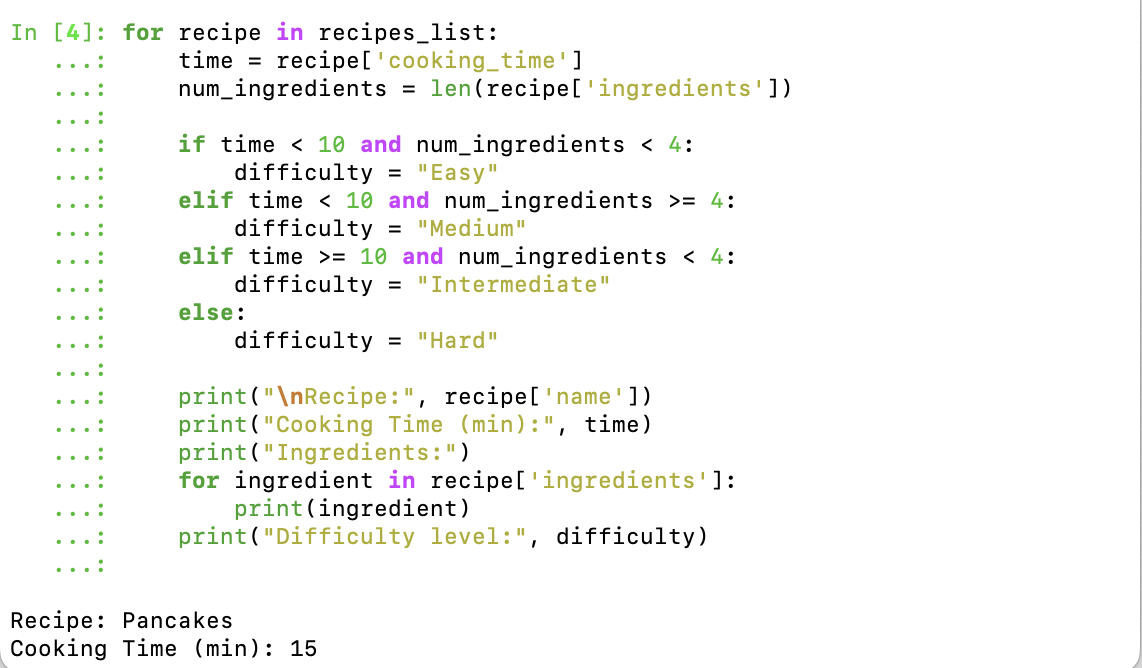 In [4]: for recipe in recipes_list:
   ...:     time = recipe['cooking_time']
   ...:     num_ingredients = len(recipe['ingredients'])
   ...:
   ...:     if time < 10 and num_ingredients < 4:
   ...:         difficulty = "Easy"
   ...:     elif time < 10 and num_ingredients >= 4:
   ...:         difficulty = "Medium"
   ...:     elif time >= 10 and num_ingredients < 4:
   ...:         difficulty = "Intermediate"
   ...:     else:
   ...:         difficulty = "Hard"
   ...:
   ...:     print("\nRecipe:", recipe['name'])
   ...:     print("Cooking Time (min):", time)
   ...:     print("Ingredients:")
   ...:     for ingredient in recipe['ingredients']:
   ...:         print(ingredient)
   ...:     print("Difficulty level:", difficulty)
   ...:

Recipe: Pancakes
Cooking Time (min): 15